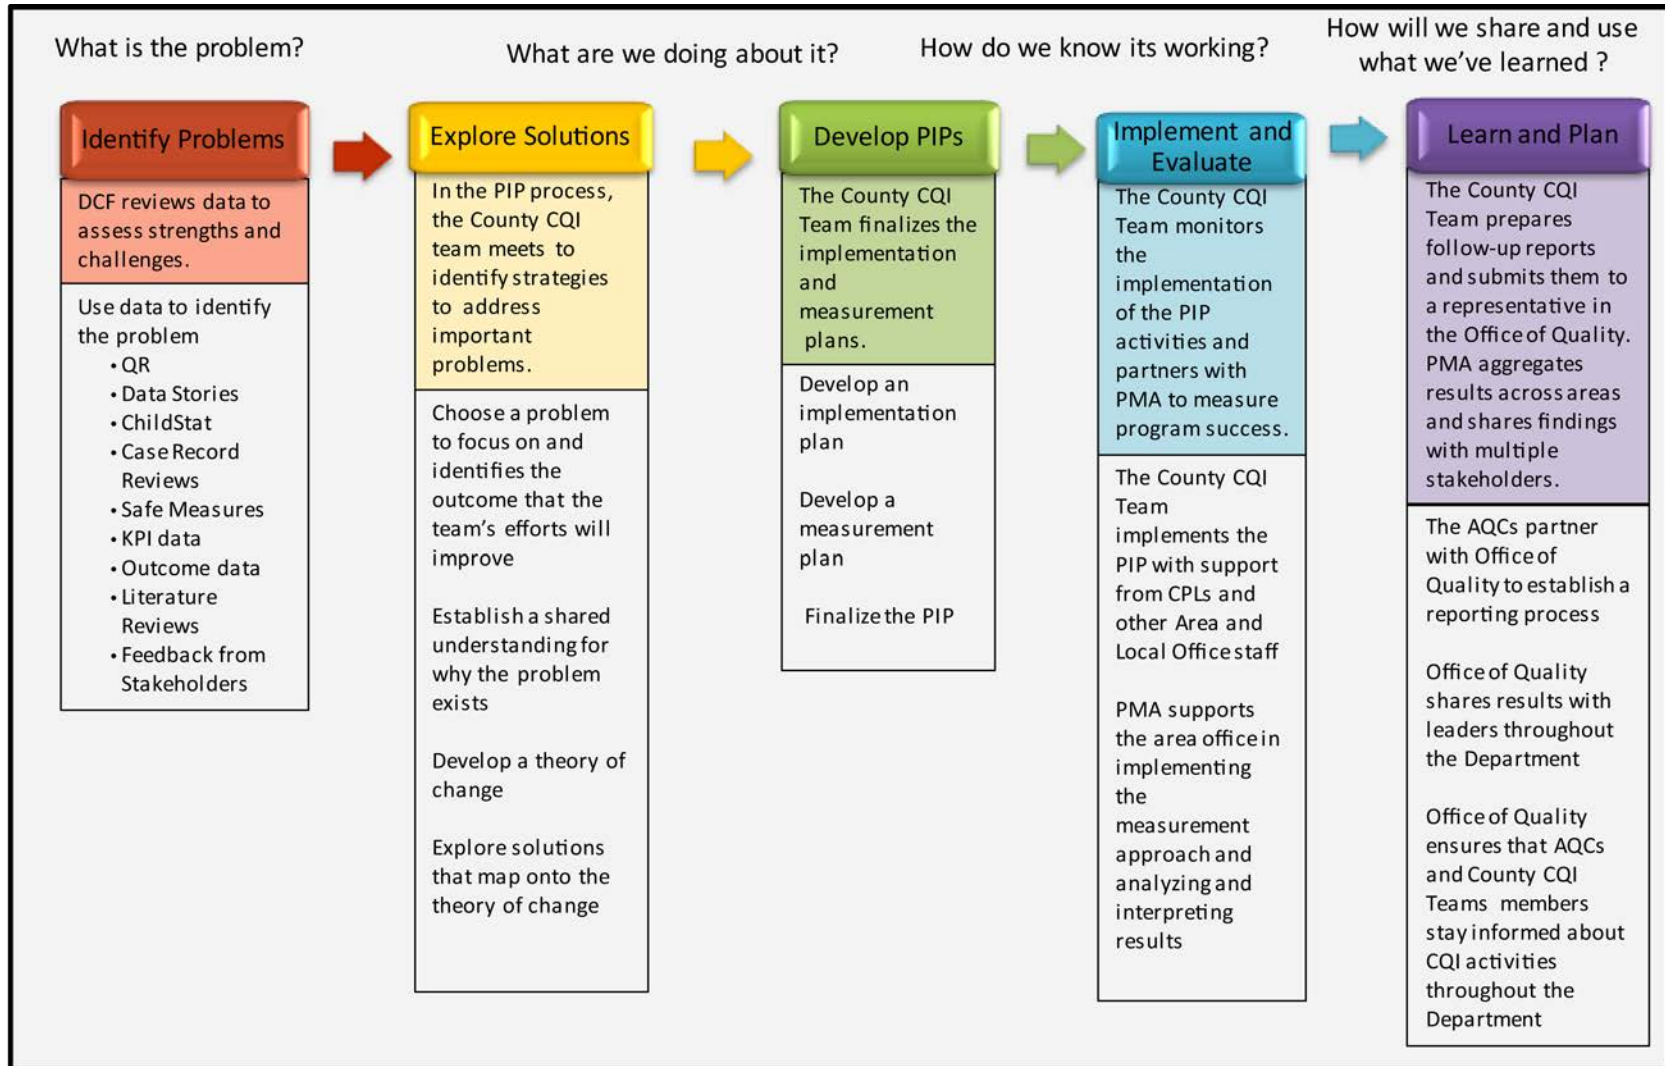 What is the problem?
What are we doing about it?
How do we know its working?
How will we share and use
what we've learned ?
Identify Problems
DCF reviews data to
assess strengths and
challenges.
Use data to identify
the problem
• QR
• Data Stories
• ChildStat
• Case Record
Reviews
• Safe Measures
• KPI data
• Outcome data
• Literature
Reviews
• Feedback from
Stakeholders
Explore Solutions
In the PIP process,
the County CQI
team meets to
identify strategies
to address
important
problems.
Choose a problem
to focus on and
identifies the
outcome that the
team's efforts will
improve
Establish a shared
understanding for
why the problem
exists
Develop a theory of
change
Explore solutions
that map onto the
theory of change
Develop PIPs
The County CQI
Team finalizes the
implementation
and
measurement
plans.
Develop an
implementation
plan
Develop a
measurement
plan
Finalize the PIP
Implement and
Evaluate
The County CQI
Team monitors
the
implementation
of the PIP
activities and
partners with
PMA to measure
program success.
The County CQI
Team
implements the
PIP with support
from CPLs and
other Area and
Local Office staff
PMA supports
the area office in
implementing
the
measurement
approach and
analyzing and
interpreting
results
Learn and Plan
The County CQI
Team prepares
follow-up reports
and submits them to
a representative in
the Office of Quality.
PMA aggregates
results across areas
and shares findings
with multiple
stakeholders.
The AQCs partner
with Office of
Quality to establish a
reporting process
Office of Quality
shares results with
leaders throughout
the Department
Office of Quality
ensures that AQCs
and County CQI
Teams members
stay informed about
CQI activities
throughout the
Department